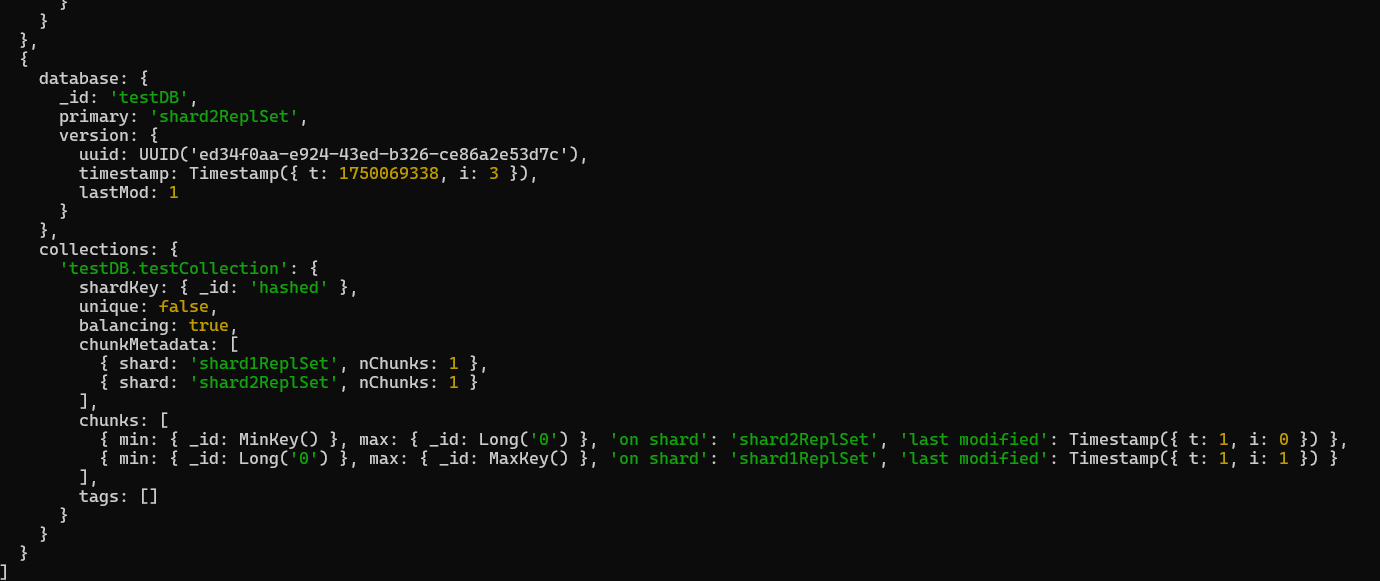 }
  },
  {
    database: {
      _id: 'testDB',
      primary: 'shard2ReplSet',
      version: {
        uuid: UUID('ed34f0aa-e924-43ed-b326-ce86a2e53d7c'),
        timestamp: Timestamp({ t: 1750069338, i: 3 }),
        lastMod: 1
      }
    },
    collections: {
      'testDB.testCollection': {
        shardKey: { _id: 'hashed' },
        unique: false,
        balancing: true,
        chunkMetadata: [
          { shard: 'shard1ReplSet', nChunks: 1 },
          { shard: 'shard2ReplSet', nChunks: 1 }
        ],
        chunks: [
          { min: { _id: MinKey() }, max: { _id: Long('0') }, 'on shard': 'shard2ReplSet', 'last modified': Timestamp({ t: 1, i: 0 }) },
          { min: { _id: Long('0') }, max: { _id: MaxKey() }, 'on shard': 'shard1ReplSet', 'last modified': Timestamp({ t: 1, i: 1 }) }
        ],
        tags: []
      }
    }
  }
]